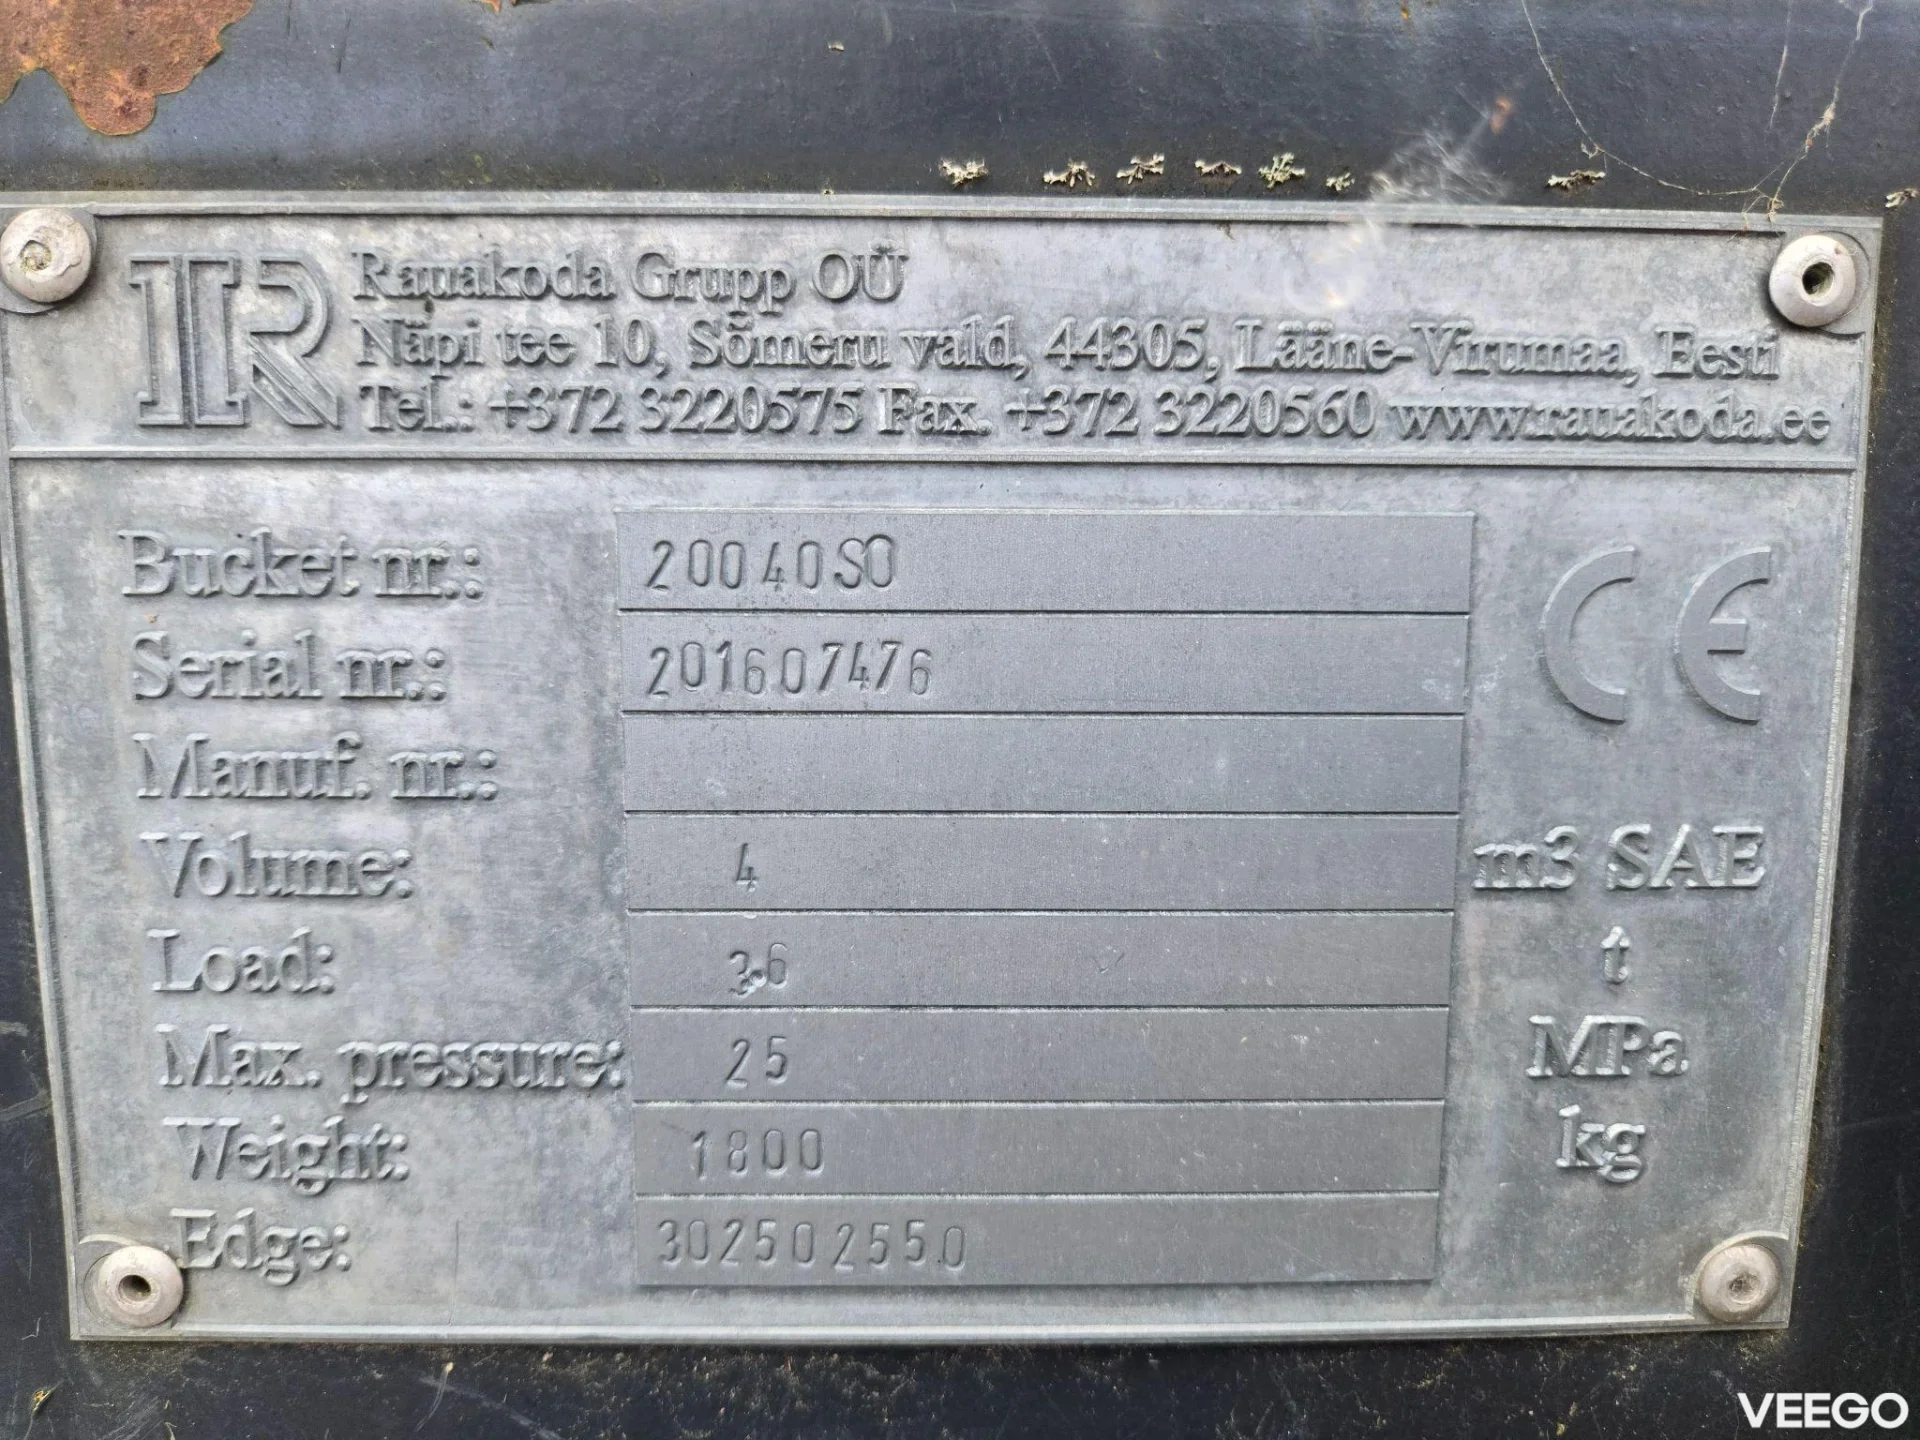 R
Rauakoda Grupp OÜ
Näpi tee 10, Sõmeru vald, 44305, Lääne-Virumaa, Eesti
Tel.: +372 3220575 Fax. +372 3220560 www.rauakoda.ee
Bucket nr.: 20040SO
CE
Serial nr.: 201607476
Manuf. nr.:
Volume: 4 m3 SAE
Load: 3.6 t
Max. pressure: 25 MPa
Weight: 1800 kg
Edge: 302502550
VEEGO